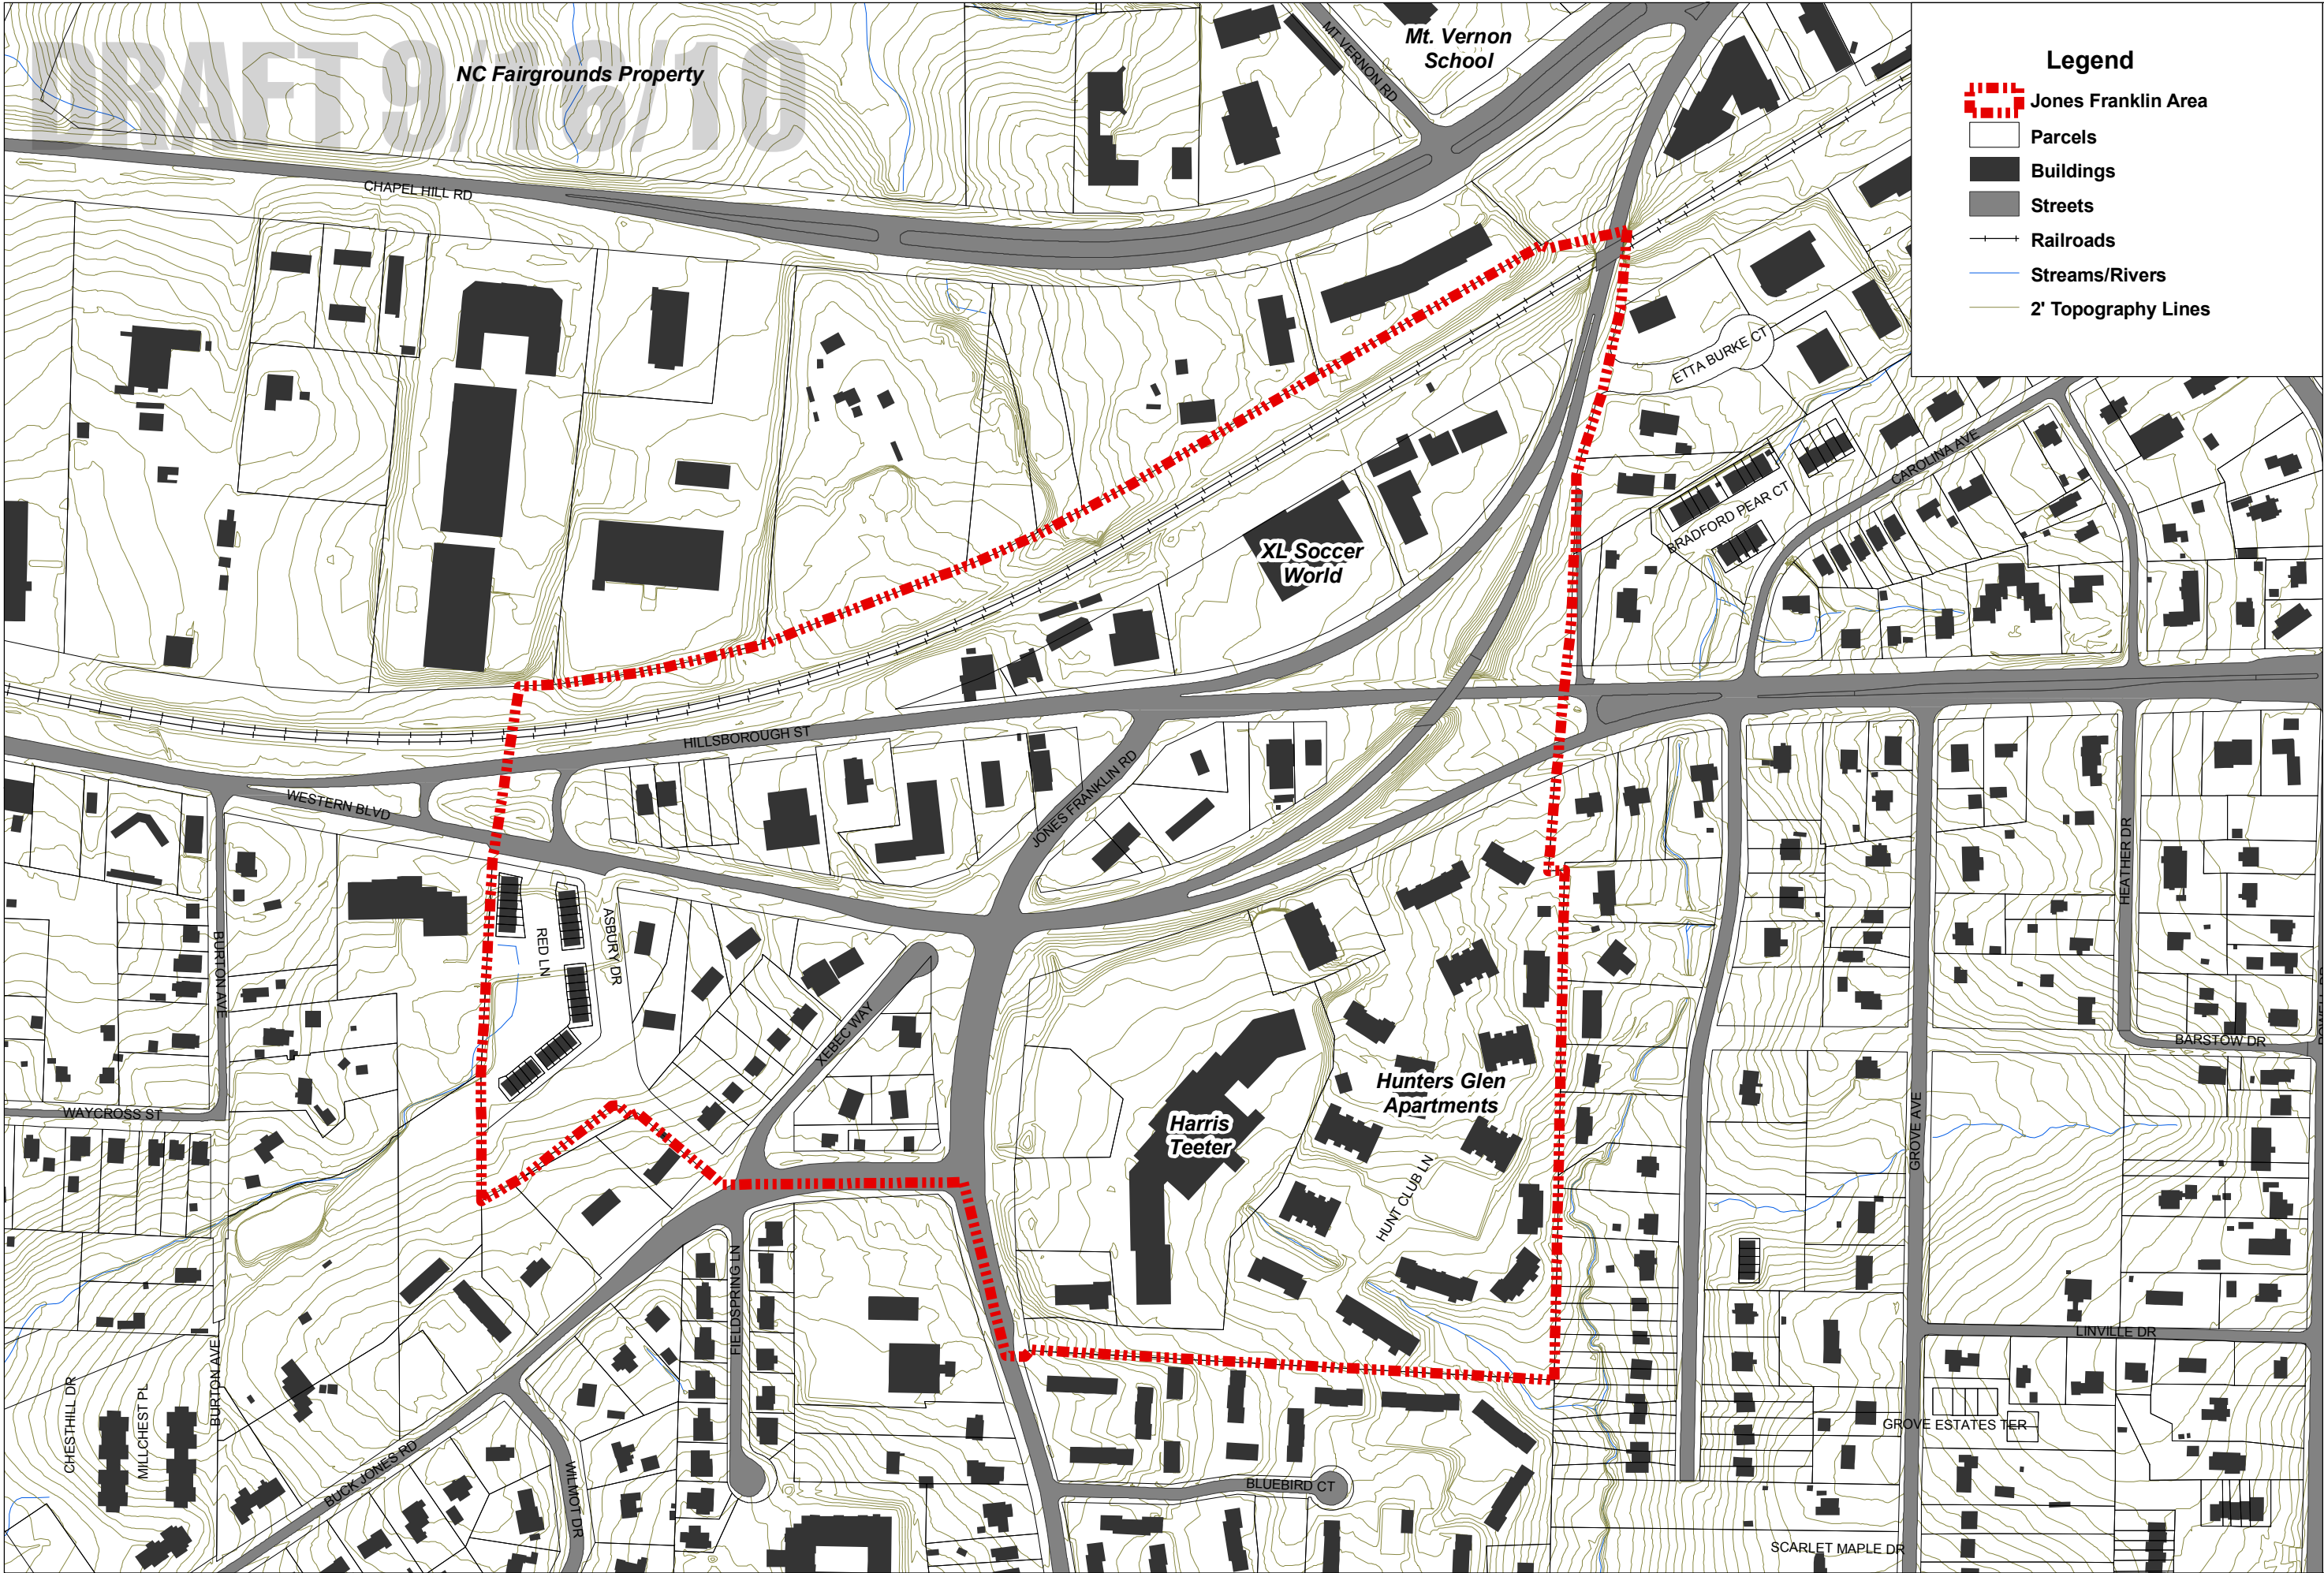 DRAFT 9/16/10
NC Fairgrounds Property
Mt. Vernon
School
MT VERNON RD
Legend
Jones Franklin Area
Parcels
Buildings
Streets
Railroads
Streams/Rivers
2' Topography Lines
CHAPEL HILL RD
ETTA BURKE CT
CAROLINA AVE
BRADFORD PEAR CT
XL Soccer
World
HILLSBOROUGH ST
WESTERN BLVD
JONES FRANKLIN RD
HEATHER DR
BURTON AVE
RED LN
ASBURY DR
XEBEC WAY
BARSTOW DR
WAYCROSS ST
Hunters Glen
Apartments
Harris
Teeter
GROVE AVE
HUNT CLUB LN
FIELDSPRING LN
LINVILLE DR
CHESTHILL DR
MILLCHEST PL
BURTON AVE
GROVE ESTATES TER
BUCK JONES RD
WILMOT DR
BLUEBIRD CT
SCARLET MAPLE DR